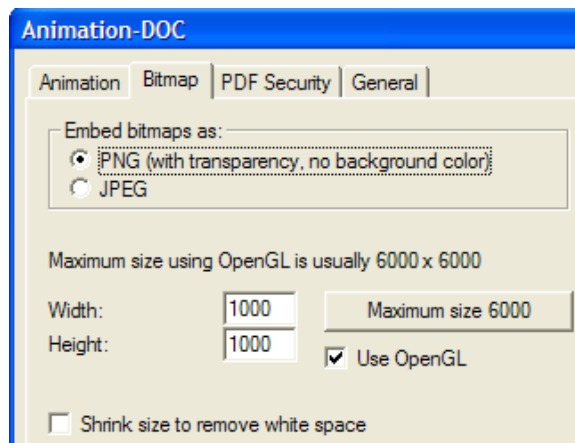 Animation-DOC
Animation Bitmap PDF Security General
Embed bitmaps as:
PNG (with transparency, no background color)
JPEG
Maximum size using OpenGL is usually 6000 x 6000
Width: 1000 Maximum size 6000
Height: 1000
Use OpenGL
Shrink size to remove white space